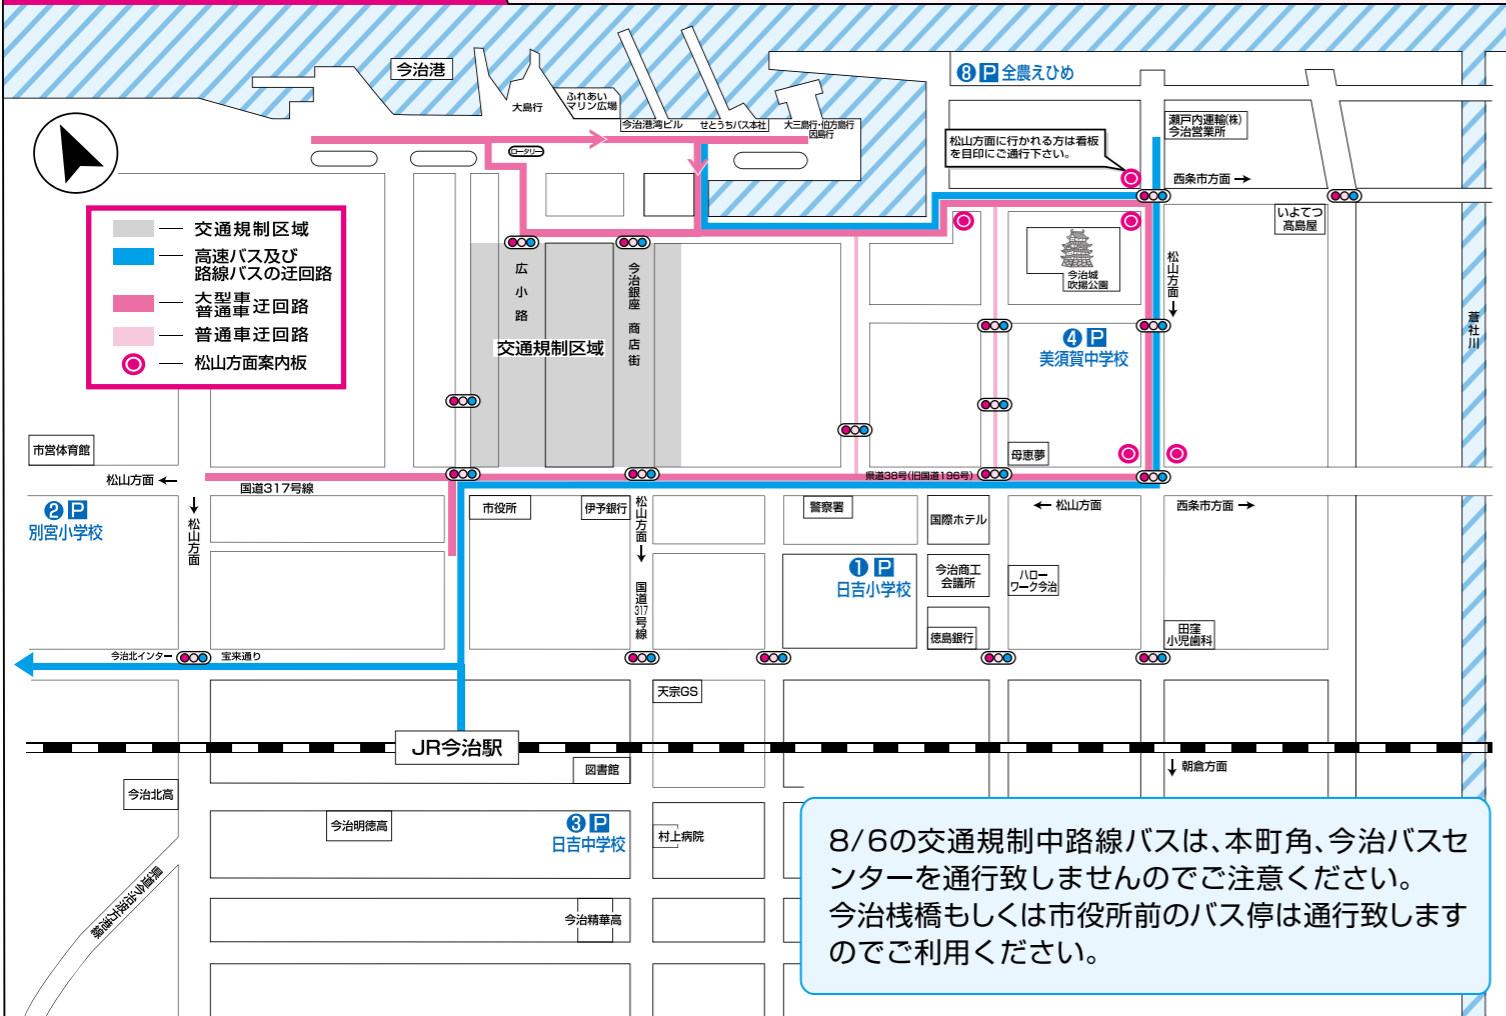 今治港
大島行
ふれあい
マリン広場
今治港湾ビル
せとうちバス本社
大三島行・伯方島行
因島行
ロータリー
8 P 全農えひめ
瀬戸内運輸(株)
今治営業所
松山方面に行かれる方は看板
を目印にご通行下さい。
西条市方面 →
いよてつ
髙島屋
交通規制区域
高速バス及び
路線バスの迂回路
大型車
普通車 迂回路
普通車迂回路
松山方面案内板
広小路
今治銀座 商店街
交通規制区域
今治城
吹揚公園
松山方面 ↓
蒼社川
4 P
美須賀中学校
市営体育館
松山方面 ←
国道317号線
県道38号(旧国道196号)
母恵夢
2 P
別宮小学校
↓ 松山方面
市役所
伊予銀行
松山方面 ↓
国道317号線
警察署
国際ホテル
← 松山方面
西条市方面 →
1 P
日吉小学校
今治商工
会議所
ハロー
ワーク今治
徳島銀行
田窪
小児歯科
今治北インター
宝来通り
天宗GS
JR今治駅
図書館
↓ 朝倉方面
今治北高
今治明徳高
3 P
日吉中学校
村上病院
県道今治波方港線
今治精華高
8/6の交通規制中路線バスは、本町角、今治バスセ
ンターを通行致しませんのでご注意ください。
今治桟橋もしくは市役所前のバス停は通行致します
のでご利用ください。